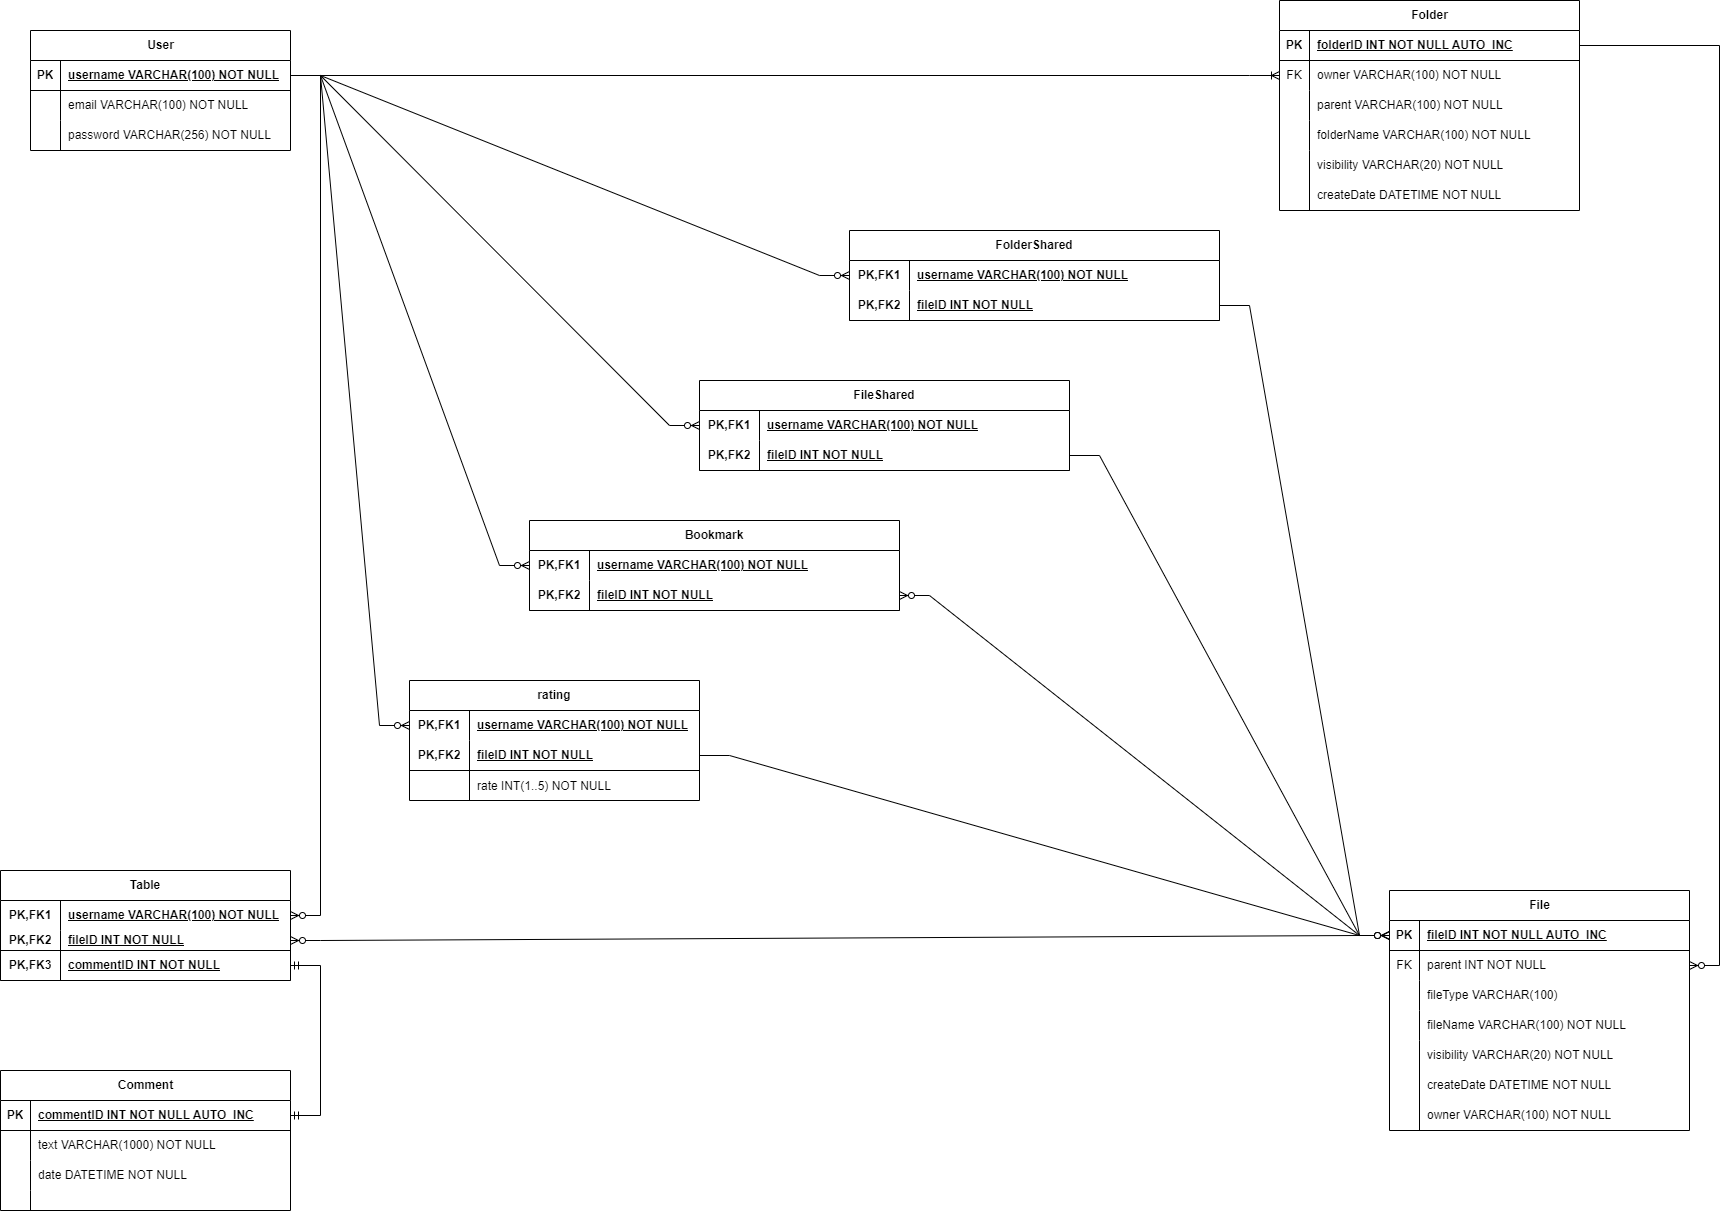 User
PK username VARCHAR(100) NOT NULL
email VARCHAR(100) NOT NULL
password VARCHAR(256) NOT NULL
Folder
PK folderID INT NOT NULL AUTO_INC
FK owner VARCHAR(100) NOT NULL
parent VARCHAR(100) NOT NULL
folderName VARCHAR(100) NOT NULL
visibility VARCHAR(20) NOT NULL
createDate DATETIME NOT NULL
FolderShared
PK,FK1 username VARCHAR(100) NOT NULL
PK,FK2 fileID INT NOT NULL
FileShared
PK,FK1 username VARCHAR(100) NOT NULL
PK,FK2 fileID INT NOT NULL
Bookmark
PK,FK1 username VARCHAR(100) NOT NULL
PK,FK2 fileID INT NOT NULL
rating
PK,FK1 username VARCHAR(100) NOT NULL
PK,FK2 fileID INT NOT NULL
rate INT(1..5) NOT NULL
Table
PK,FK1 username VARCHAR(100) NOT NULL
PK,FK2 fileID INT NOT NULL
PK,FK3 commentID INT NOT NULL
File
PK fileID INT NOT NULL AUTO_INC
FK parent INT NOT NULL
fileType VARCHAR(100)
fileName VARCHAR(100) NOT NULL
visibility VARCHAR(20) NOT NULL
createDate DATETIME NOT NULL
owner VARCHAR(100) NOT NULL
Comment
PK commentID INT NOT NULL AUTO_INC
text VARCHAR(1000) NOT NULL
date DATETIME NOT NULL